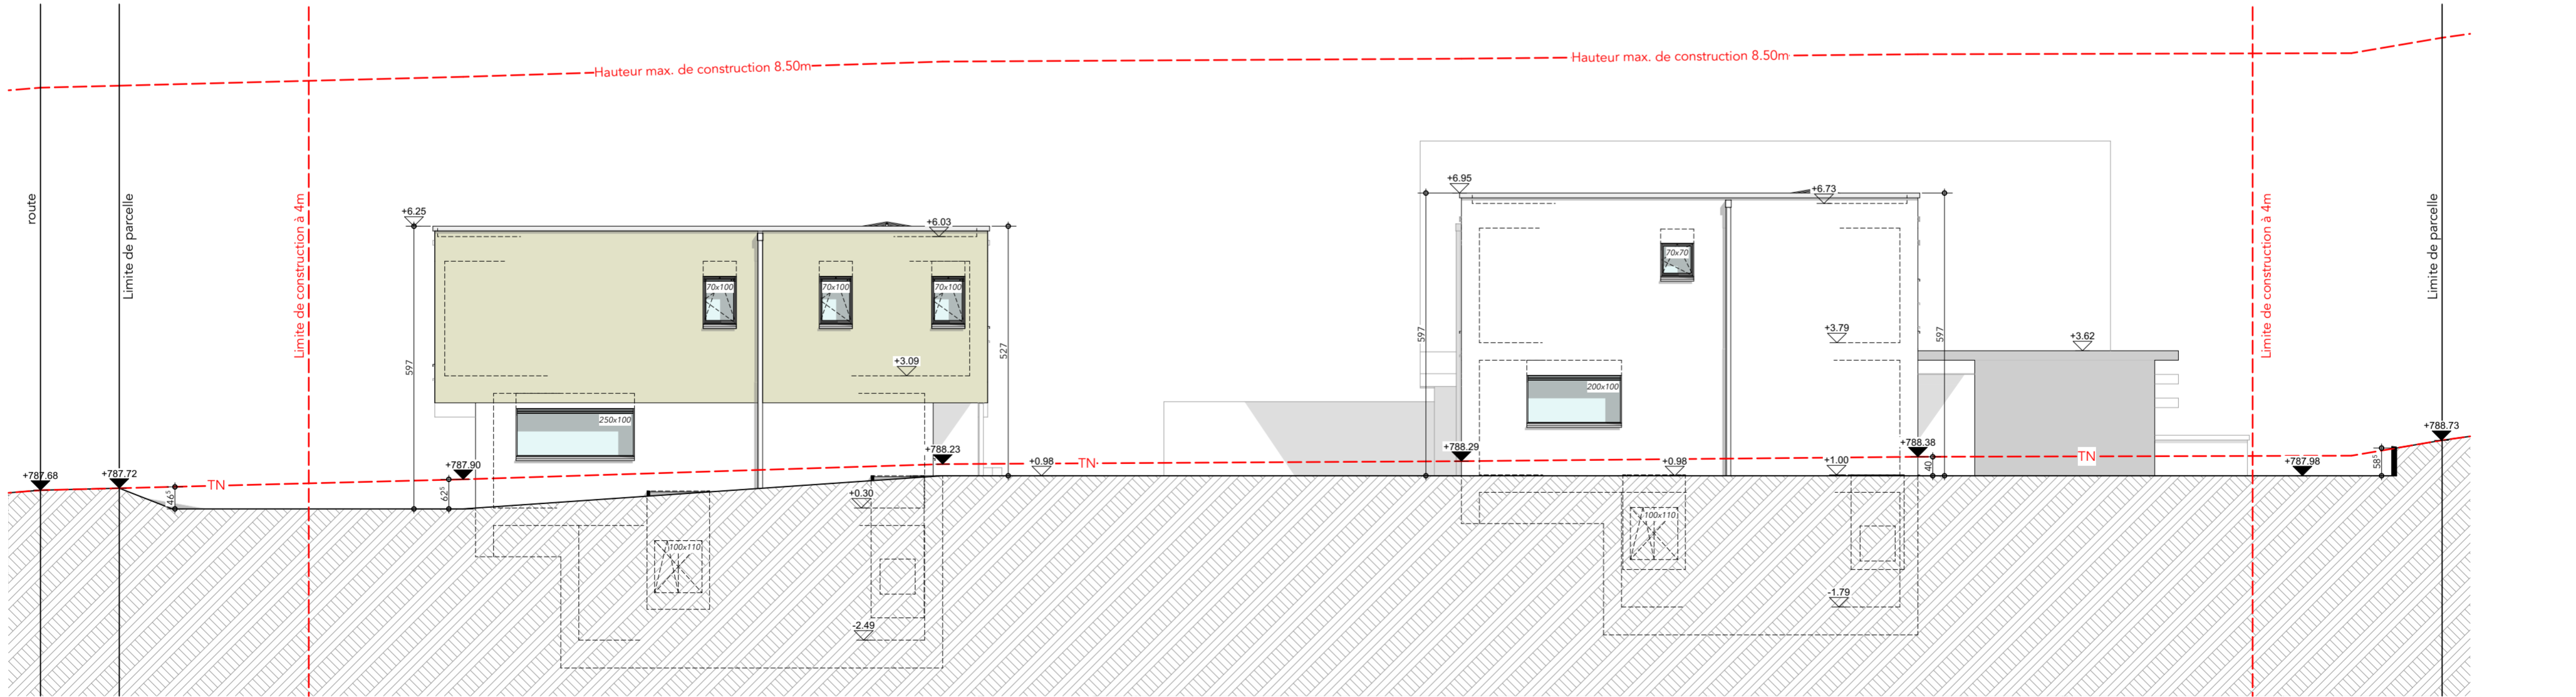 Hauteur max. de construction 8.50m
Hauteur max. de construction 8.50m
route
Limite de parcelle
Limite de construction à 4m
Limite de construction à 4m
Limite de parcelle
+6.25
+6.03
+6.95
+6.73
70x100
70x100
70x100
70x70
597
527
597
597
+3.09
+3.79
+3.62
250x100
200x100
+787.68
+787.72
+787.90
+788.23
+788.29
+788.38
+787.98
+788.73
TN
TN
TN
46⁵
62⁵
40⁵
58⁵
+0.98
+0.98
+1.00
+0.30
100x110
100x110
-2.49
-1.79